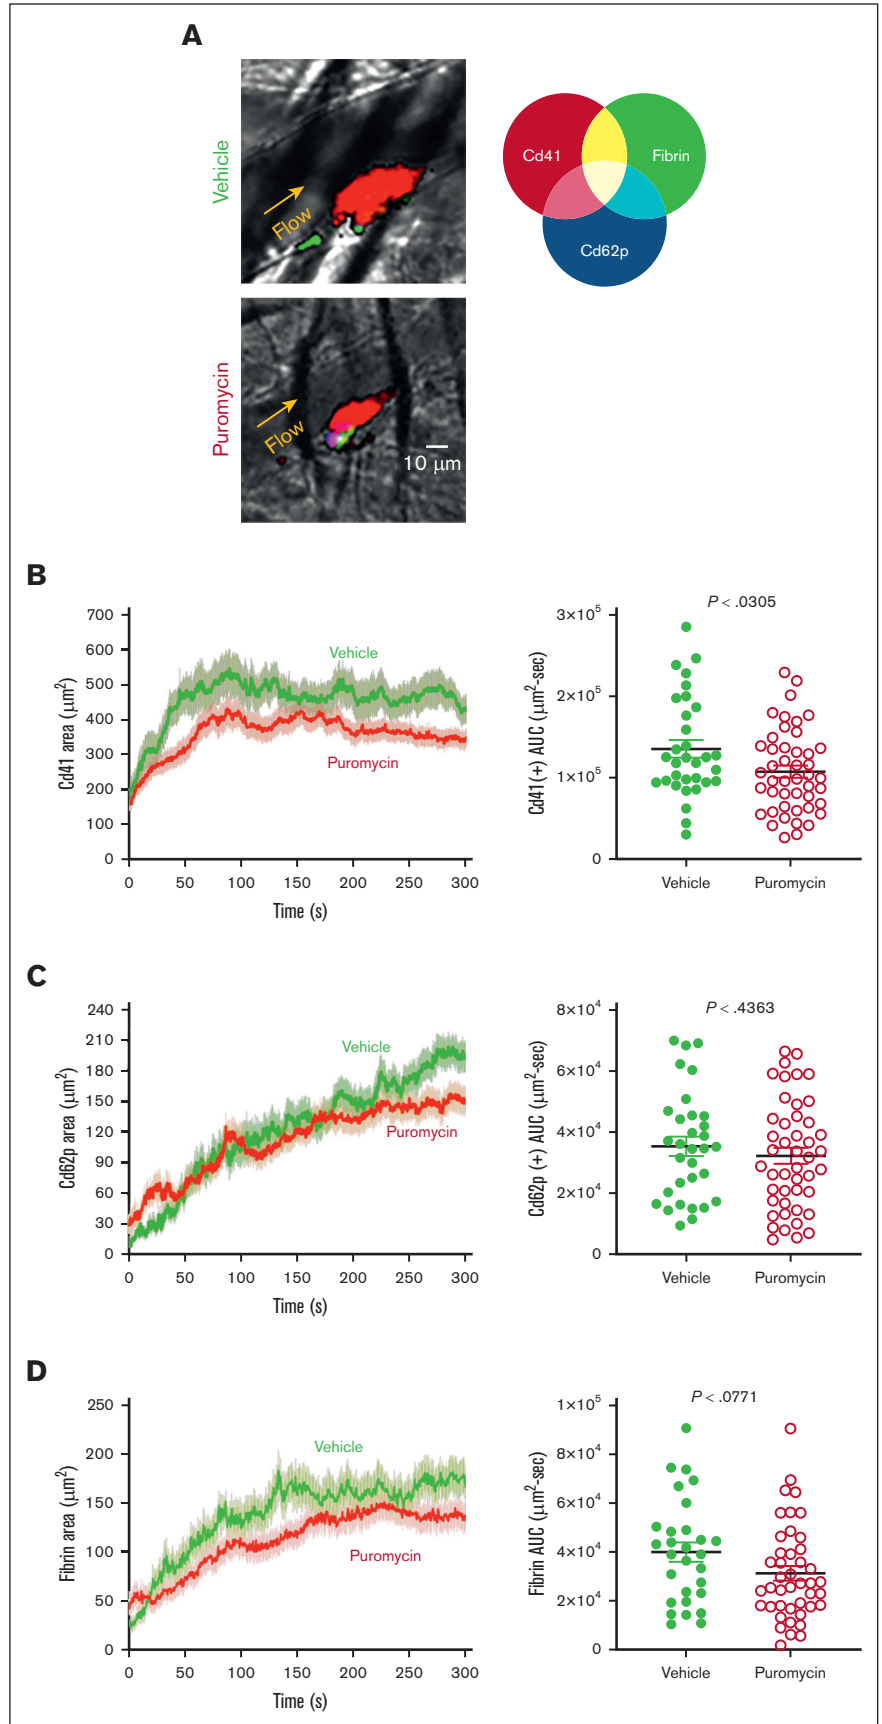 A
Vehicle
Flow
Cd41
Fibrin
Cd62p
Puromycin
Flow
10 μm
B
Cd41 area (μm²)
700
600
500
400
300
200
100
0
Vehicle
Puromycin
0 50 100 150 200 250 300
Time (s)
P < .0305
Cd41(+) AUC (μm²-sec)
3×10⁵
2×10⁵
1×10⁵
0
Vehicle Puromycin
C
Cd62p area (μm²)
240
210
180
150
120
90
60
30
0
Vehicle
Puromycin
0 50 100 150 200 250 300
Time (s)
P < .4363
Cd62p (+) AUC (μm²-sec)
8×10⁴
6×10⁴
4×10⁴
2×10⁴
0
Vehicle Puromycin
D
Fibrin area (μm²)
250
200
150
100
50
0
Vehicle
Puromycin
0 50 100 150 200 250 300
Time (s)
P < .0771
Fibrin AUC (μm²-sec)
1×10⁵
8×10⁴
6×10⁴
4×10⁴
2×10⁴
0
Vehicle Puromycin